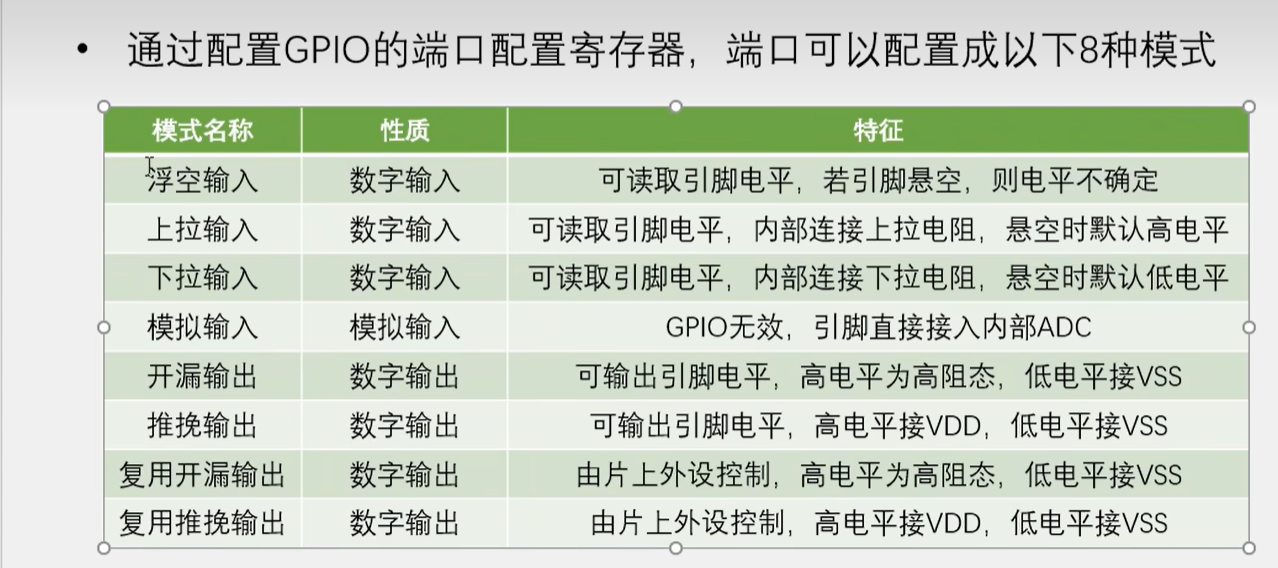 • 通过配置GPIO的端口配置寄存器，端口可以配置成以下8种模式
模式名称 性质 特征
浮空输入 数字输入 可读取引脚电平，若引脚悬空，则电平不确定
上拉输入 数字输入 可读取引脚电平，内部连接上拉电阻，悬空时默认高电平
下拉输入 数字输入 可读取引脚电平，内部连接下拉电阻，悬空时默认低电平
模拟输入 模拟输入 GPIO无效，引脚直接接入内部ADC
开漏输出 数字输出 可输出引脚电平，高电平为高阻态，低电平接VSS
推挽输出 数字输出 可输出引脚电平，高电平接VDD，低电平接VSS
复用开漏输出 数字输出 由片上外设控制，高电平为高阻态，低电平接VSS
复用推挽输出 数字输出 由片上外设控制，高电平接VDD，低电平接VSS